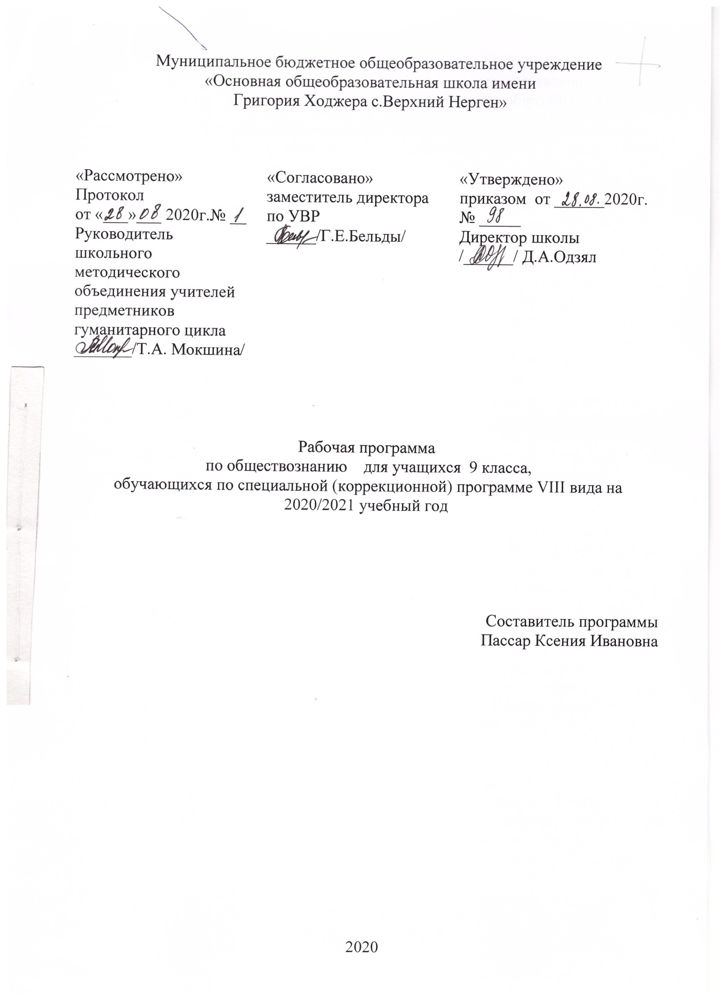 Муниципальное бюджетное общеобразовательное учреждение
«Основная общеобразовательная школа имени
Григория Ходжера с.Верхний Нерген»
«Рассмотрено»
Протокол
от «28» 08 2020г.№ 1
Руководитель
школьного
методического
объединения учителей
предметников
гуманитарного цикла
/Т.А. Мокшина/
«Согласовано»
заместитель директора
по УВР
/Г.Е.Бельды/
«Утверждено»
приказом от 28.08. 2020г.
№ 98
Директор школы
/ / Д.А.Одзял
Рабочая программа
по обществознанию для учащихся 9 класса,
обучающихся по специальной (коррекционной) программе VIII вида на
2020/2021 учебный год
Составитель программы
Пассар Ксения Ивановна
2020